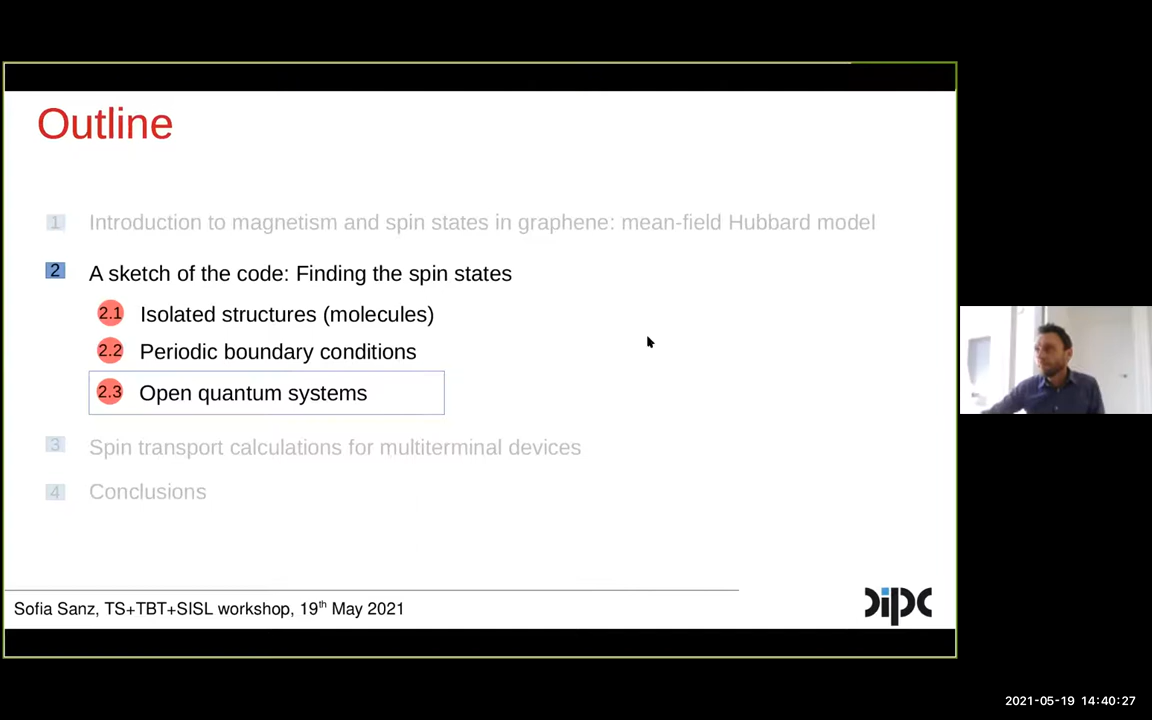 Outline
1 Introduction to magnetism and spin states in graphene: mean-field Hubbard model
2 A sketch of the code: Finding the spin states
2.1 Isolated structures (molecules)
2.2 Periodic boundary conditions
2.3 Open quantum systems
3 Spin transport calculations for multiterminal devices
4 Conclusions
Sofia Sanz, TS+TBT+SISL workshop, 19th May 2021
dipc
2021-05-19 14:40:27